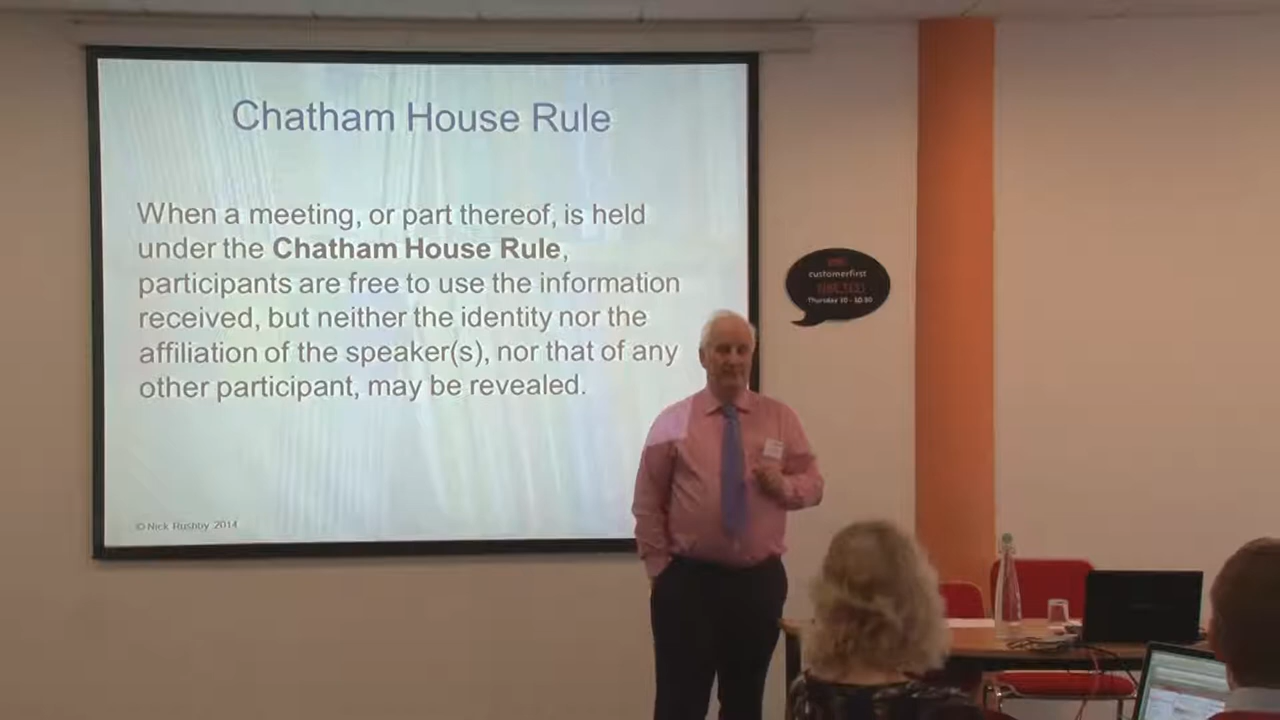 Chatham House Rule
When a meeting, or part thereof, is held
under the Chatham House Rule,
participants are free to use the information
received, but neither the identity nor the
affiliation of the speaker(s), nor that of any
other participant, may be revealed.
© Nick Rushby 2014
customerfirst
Thursday 10 -